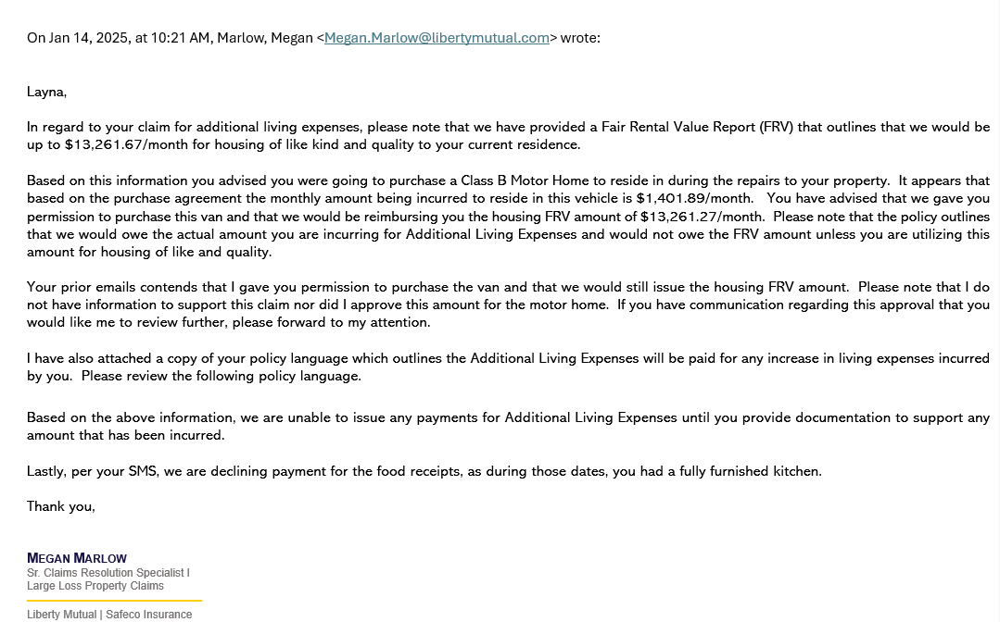 On Jan 14, 2025, at 10:21 AM, Marlow, Megan <Megan.Marlow@libertymutual.com> wrote:
Layna,
In regard to your claim for additional living expenses, please note that we have provided a Fair Rental Value Report (FRV) that outlines that we would be
up to $13,261.67/month for housing of like kind and quality to your current residence.
Based on this information you advised you were going to purchase a Class B Motor Home to reside in during the repairs to your property.  It appears that
based on the purchase agreement the monthly amount being incurred to reside in this vehicle is $1,401.89/month.   You have advised that we gave you
permission to purchase this van and that we would be reimbursing you the housing FRV amount of $13,261.27/month.  Please note that the policy outlines
that we would owe the actual amount you are incurring for Additional Living Expenses and would not owe the FRV amount unless you are utilizing this
amount for housing of like and quality.
Your prior emails contends that I gave you permission to purchase the van and that we would still issue the housing FRV amount.  Please note that I do
not have information to support this claim nor did I approve this amount for the motor home.  If you have communication regarding this approval that you
would like me to review further, please forward to my attention.
I have also attached a copy of your policy language which outlines the Additional Living Expenses will be paid for any increase in living expenses incurred
by you.  Please review the following policy language.
Based on the above information, we are unable to issue any payments for Additional Living Expenses until you provide documentation to support any
amount that has been incurred.
Lastly, per your SMS, we are declining payment for the food receipts, as during those dates, you had a fully furnished kitchen.
Thank you,
MEGAN MARLOW
Sr. Claims Resolution Specialist I
Large Loss Property Claims
Liberty Mutual | Safeco Insurance